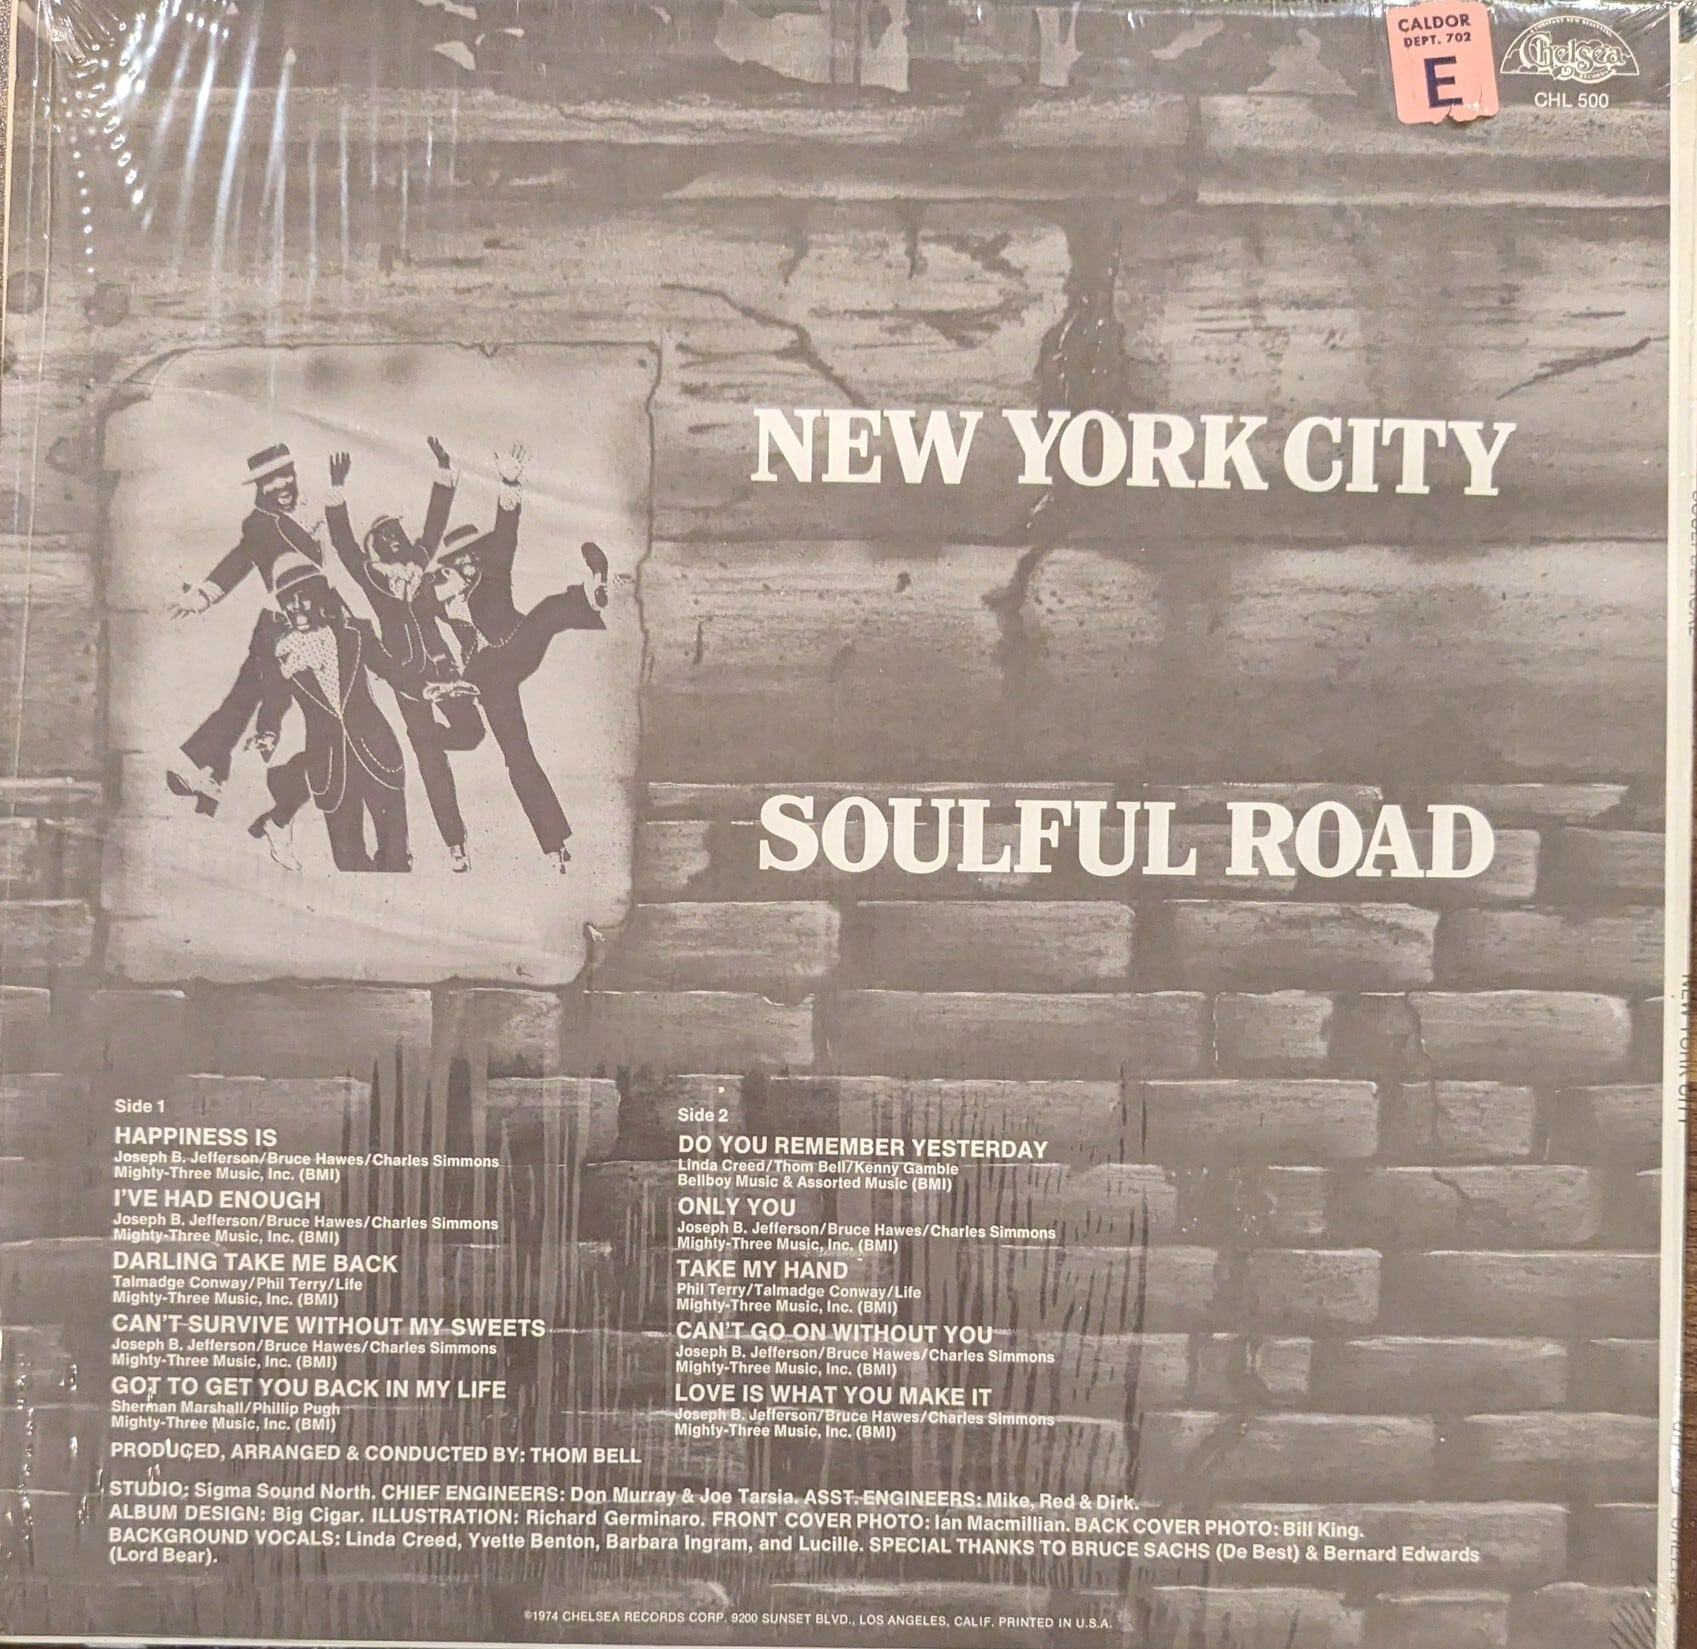 CALDOR
DEPT. 702
E
Chelsea
RECORDS
CHL 500
NEW YORK CITY
SOULFUL ROAD
Side 1
HAPPINESS IS
Joseph B. Jefferson/Bruce Hawes/Charles Simmons
Mighty-Three Music, Inc. (BMI)
I'VE HAD ENOUGH
Joseph B. Jefferson/Bruce Hawes/Charles Simmons
Mighty-Three Music, Inc. (BMI)
DARLING TAKE ME BACK
Talmadge Conway/Phil Terry/Life
Mighty-Three Music, Inc. (BMI)
CAN'T SURVIVE WITHOUT MY SWEETS
Joseph B. Jefferson/Bruce Hawes/Charles Simmons
Mighty-Three Music, Inc. (BMI)
GOT TO GET YOU BACK IN MY LIFE
Sherman Marshall/Phillip Pugh
Mighty-Three Music, Inc. (BMI)
Side 2
DO YOU REMEMBER YESTERDAY
Linda Creed/Thom Bell/Kenny Gamble
Bellboy Music & Assorted Music (BMI)
ONLY YOU
Joseph B. Jefferson/Bruce Hawes/Charles Simmons
Mighty-Three Music, Inc. (BMI)
TAKE MY HAND
Phil Terry/Talmadge Conway/Life
Mighty-Three Music, Inc. (BMI)
CAN'T GO ON WITHOUT YOU
Joseph B. Jefferson/Bruce Hawes/Charles Simmons
Mighty-Three Music, Inc. (BMI)
LOVE IS WHAT YOU MAKE IT
Joseph B. Jefferson/Bruce Hawes/Charles Simmons
Mighty-Three Music, Inc. (BMI)
PRODUCED, ARRANGED & CONDUCTED BY: THOM BELL
STUDIO: Sigma Sound North. CHIEF ENGINEERS: Don Murray & Joe Tarsia. ASST. ENGINEERS: Mike, Red & Dirk.
ALBUM DESIGN: Big Cigar. ILLUSTRATION: Richard Germinaro. FRONT COVER PHOTO: Ian Macmillian. BACK COVER PHOTO: Bill King.
BACKGROUND VOCALS: Linda Creed, Yvette Benton, Barbara Ingram, and Lucille. SPECIAL THANKS TO BRUCE SACHS (De Best) & Bernard Edwards
(Lord Bear).
©1974 CHELSEA RECORDS CORP. 9200 SUNSET BLVD., LOS ANGELES, CALIF. PRINTED IN U.S.A.